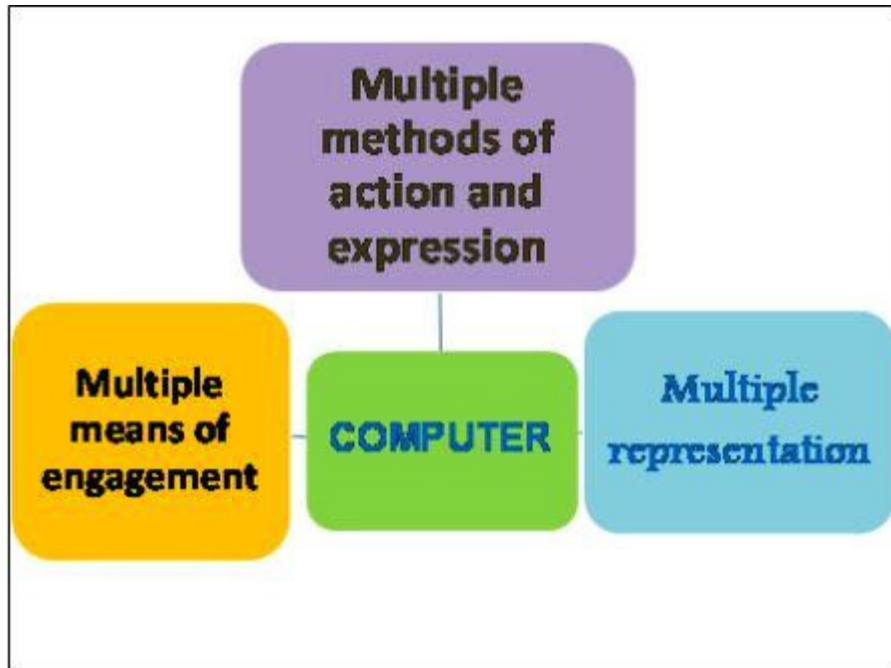 Multiple
methods of
action and
expression
Multiple
means of
engagement
COMPUTER
Multiple
representation